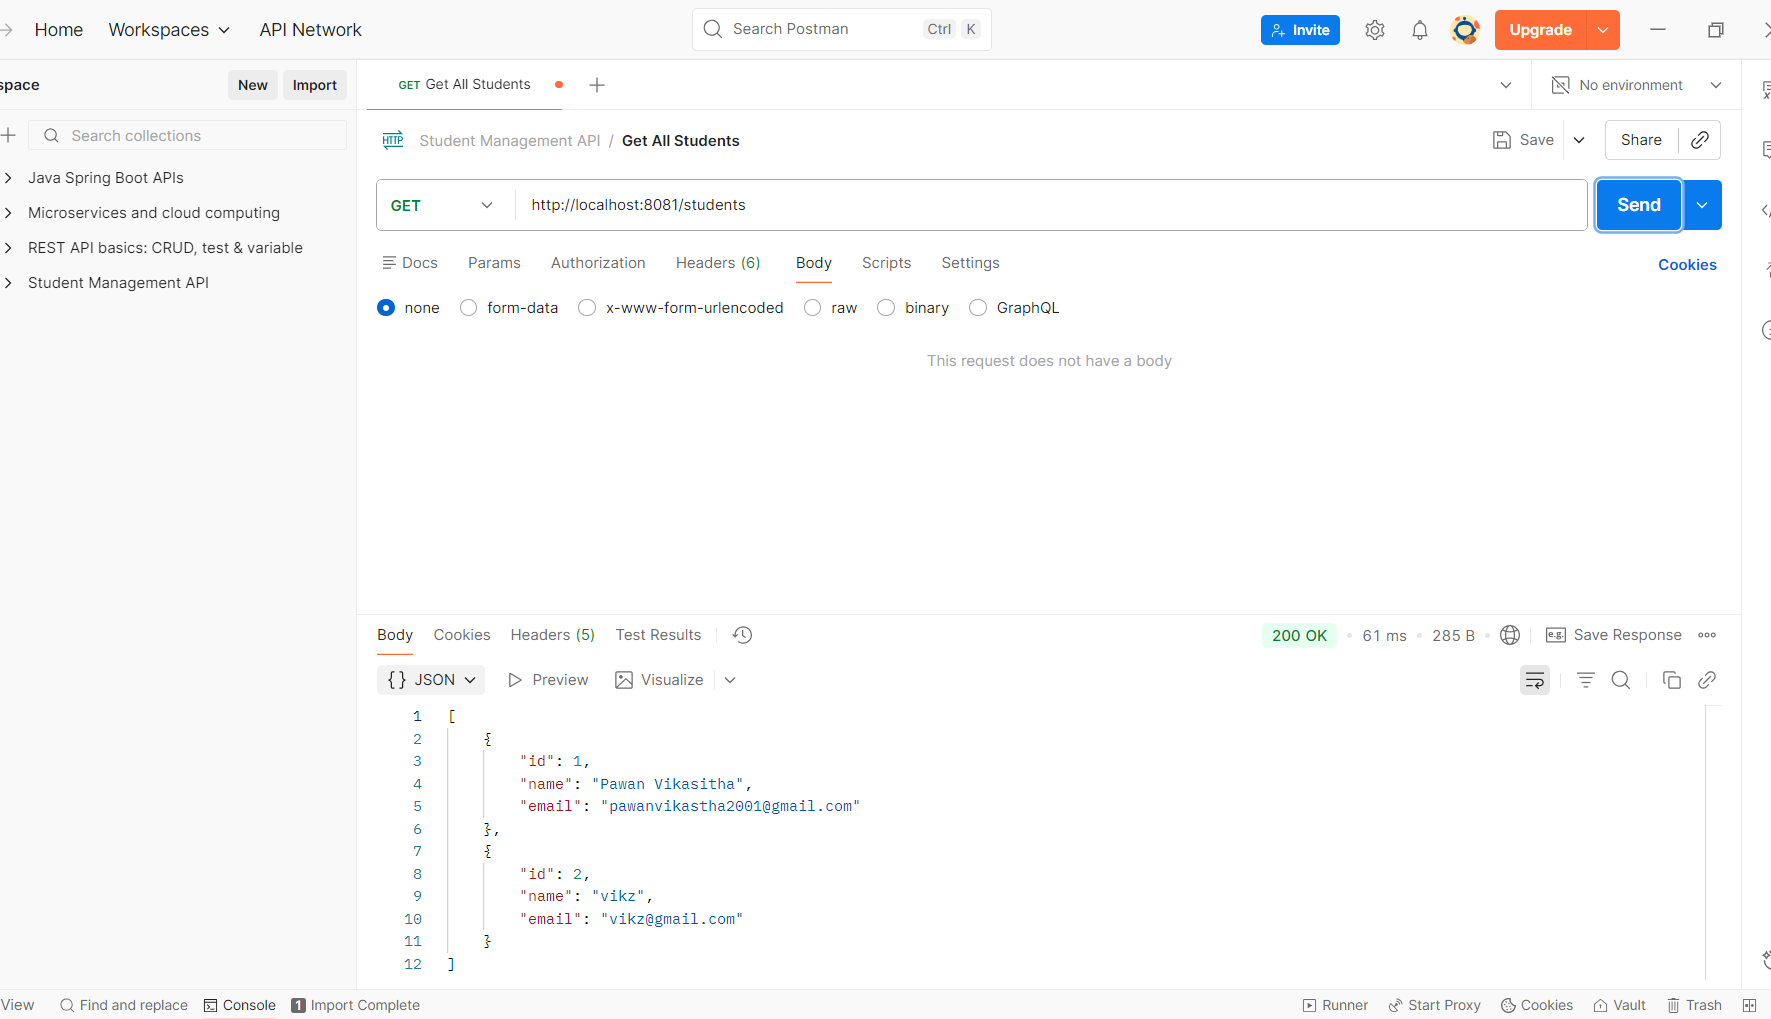 Home Workspaces API Network Search Postman Ctrl K Invite Upgrade
space New Import GET Get All Students No environment
Search collections
Student Management API / Get All Students Save Share
Java Spring Boot APIs
Microservices and cloud computing
REST API basics: CRUD, test & variable
Student Management API
GET http://localhost:8081/students Send
Docs Params Authorization Headers (6) Body Scripts Settings Cookies
none form-data x-www-form-urlencoded raw binary GraphQL
This request does not have a body
Body Cookies Headers (5) Test Results 200 OK 61 ms 285 B e.g. Save Response
{} JSON Preview Visualize
1 [
2 {
3 "id": 1,
4 "name": "Pawan Vikasitha",
5 "email": "pawanvikastha2001@gmail.com"
6 },
7 {
8 "id": 2,
9 "name": "vikz",
10 "email": "vikz@gmail.com"
11 }
12 ]
View Find and replace Console 1 Import Complete Runner Start Proxy Cookies Vault Trash